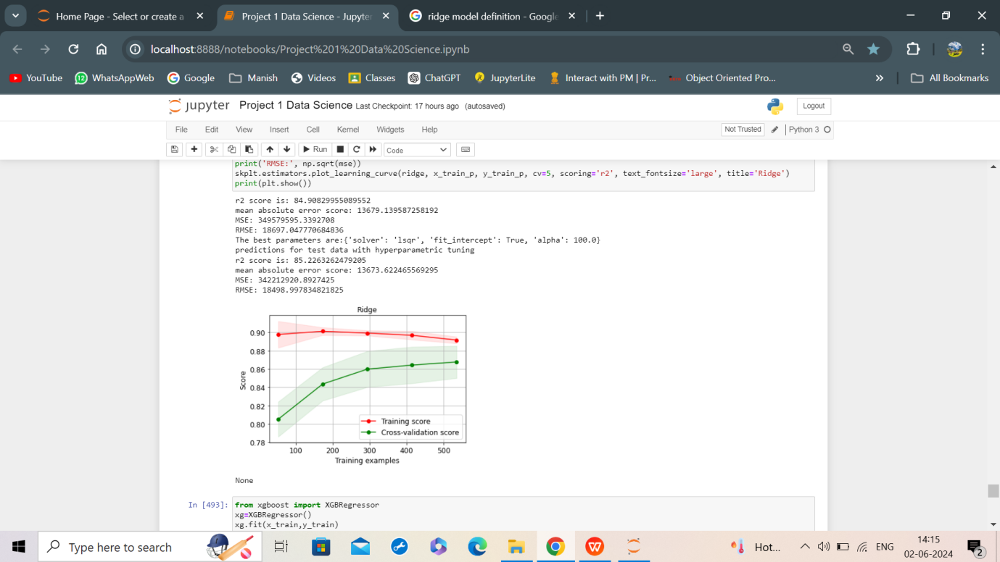 Home Page - Select or create a
Project 1 Data Science - Jupyter
ridge model definition - Google
localhost:8888/notebooks/Project%201%20Data%20Science.ipynb
YouTube WhatsAppWeb Google Manish Videos Classes ChatGPT JupyterLite Interact with PM | Pr... Object Oriented Pro... » All Bookmarks
jupyter Project 1 Data Science Last Checkpoint: 17 hours ago (autosaved) Logout
File Edit View Insert Cell Kernel Widgets Help Not Trusted Python 3
Run Code
print('RMSE:', np.sqrt(mse))
skplt.estimators.plot_learning_curve(ridge, x_train_p, y_train_p, cv=5, scoring='r2', text_fontsize='large', title='Ridge')
print(plt.show())
r2 score is: 84.90829955089552
mean absolute error score: 13679.139587258192
MSE: 349579595.3392708
RMSE: 18697.047770684836
The best parameters are:{'solver': 'lsqr', 'fit_intercept': True, 'alpha': 100.0}
predictions for test data with hyperparametric tuning
r2 score is: 85.2263262479205
mean absolute error score: 13673.622465569295
MSE: 342212920.8927425
RMSE: 18498.997834821825
Ridge
0.90
0.88
0.86
0.84
0.82
0.80
0.78
Score
Training score
Cross-validation score
100 200 300 400 500
Training examples
None
In [493]: from xgboost import XGBRegressor
xg=XGBRegressor()
xg.fit(x_train,y_train)
Type here to search
Hot...
ENG
14:15
02-06-2024
2